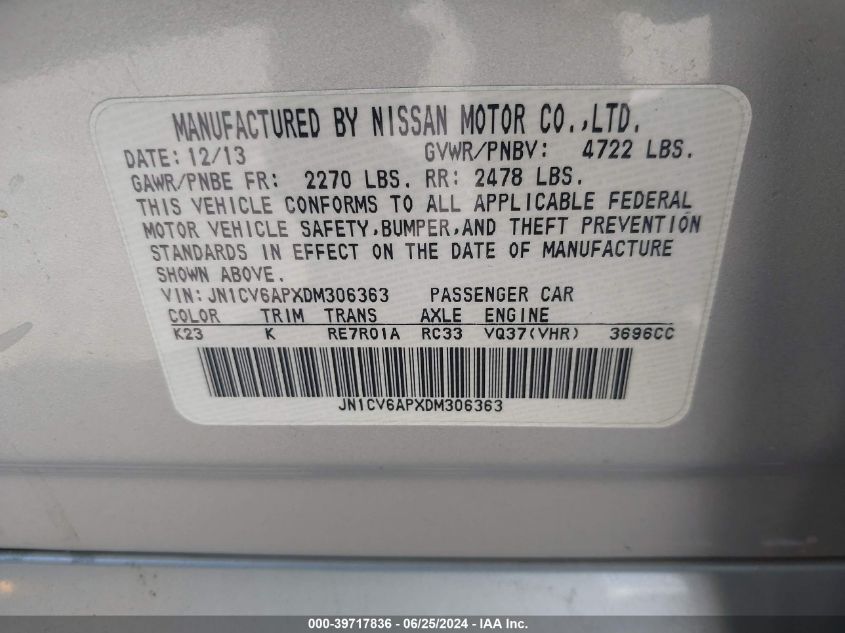 MANUFACTURED BY NISSAN MOTOR CO.,LTD.
DATE: 12/13 GVWR/PNBV: 4722 LBS.
GAWR/PNBE FR: 2270 LBS. RR: 2478 LBS.
THIS VEHICLE CONFORMS TO ALL APPLICABLE FEDERAL
MOTOR VEHICLE SAFETY,BUMPER,AND THEFT PREVENTION
STANDARDS IN EFFECT ON THE DATE OF MANUFACTURE
SHOWN ABOVE.
VIN: JN1CV6APXDM306363 PASSENGER CAR
COLOR TRIM TRANS AXLE ENGINE
K23 K RE7R01A RC33 VQ37(VHR) 3696CC
JN1CV6APXDM306363
000-39717836 - 06/25/2024 - IAA Inc.